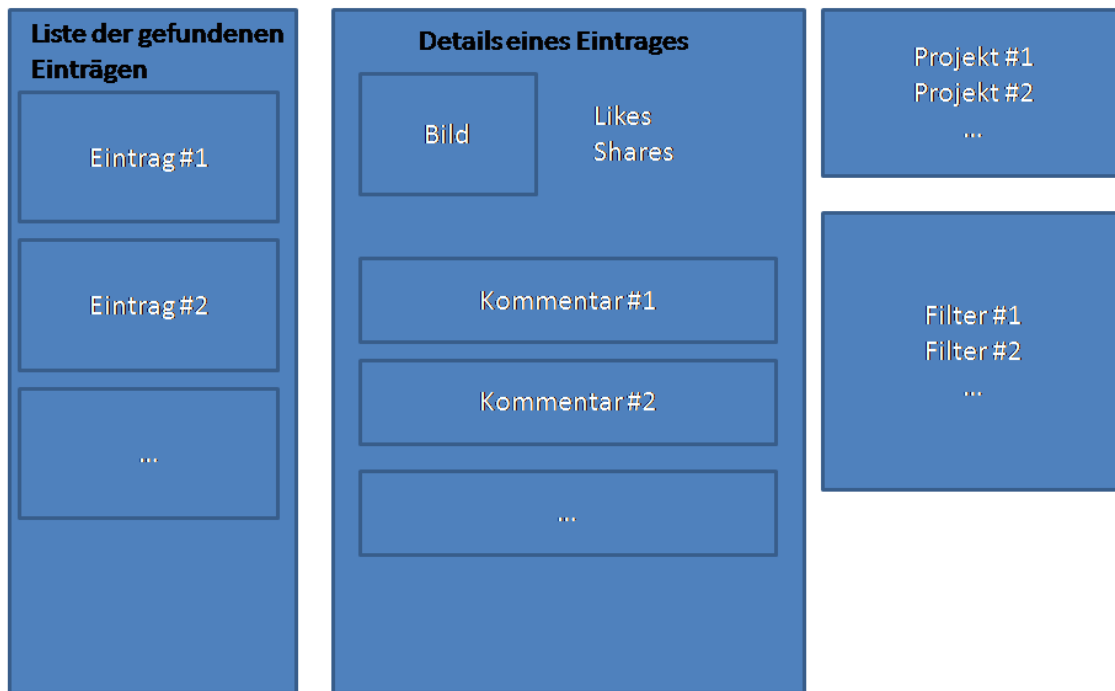 Liste der gefundenen
Einträgen
Eintrag #1
Eintrag #2
...
Details eines Eintrages
Bild
Likes
Shares
Kommentar #1
Kommentar #2
...
Projekt #1
Projekt #2
...
Filter #1
Filter #2
...